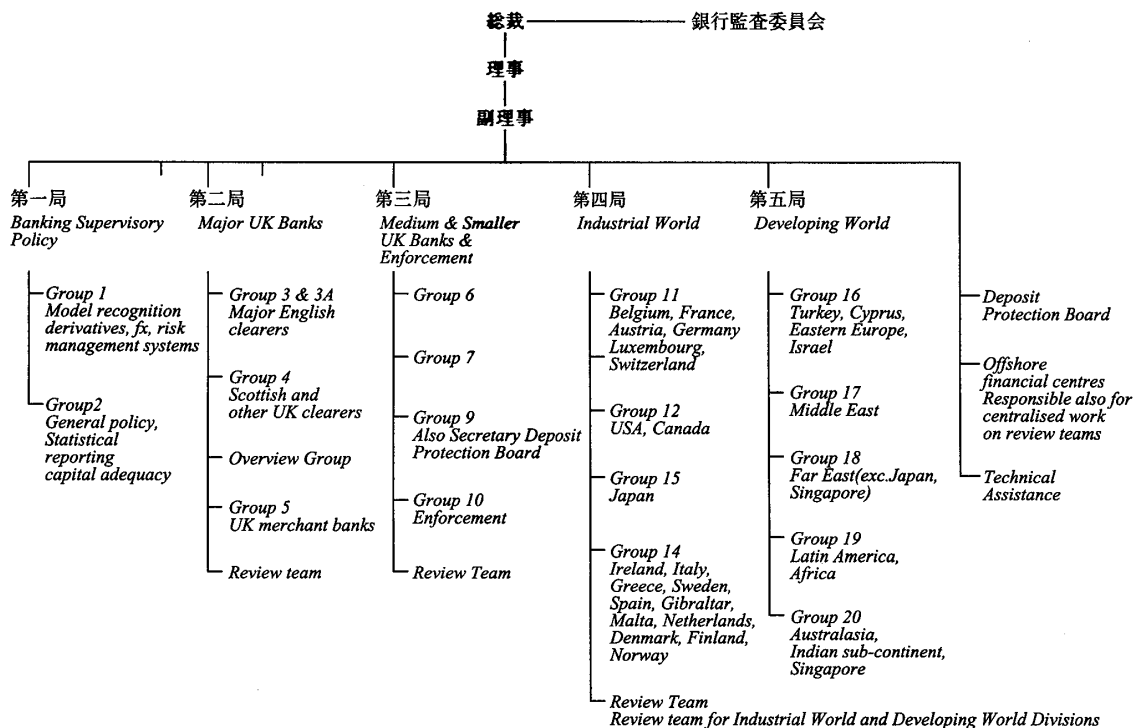 総裁 銀行監査委員会
理事
副理事
第一局
Banking Supervisory
Policy
Group 1
Model recognition
derivatives, fx, risk
management systems
Group2
General policy,
Statistical
reporting
capital adequacy
第二局
Major UK Banks
Group 3 & 3A
Major English
clearers
Group 4
Scottish and
other UK clearers
Overview Group
Group 5
UK merchant banks
Review team
第三局
Medium & Smaller
UK Banks &
Enforcement
Group 6
Group 7
Group 9
Also Secretary Deposit
Protection Board
Group 10
Enforcement
Review Team
第四局
Industrial World
Group 11
Belgium, France,
Austria, Germany
Luxembourg,
Switzerland
Group 12
USA, Canada
Group 15
Japan
Group 14
Ireland, Italy,
Greece, Sweden,
Spain, Gibraltar,
Malta, Netherlands,
Denmark, Finland,
Norway
Review Team
Review team for Industrial World and Developing World Divisions
第五局
Developing World
Group 16
Turkey, Cyprus,
Eastern Europe,
Israel
Group 17
Middle East
Group 18
Far East(exc.Japan,
Singapore)
Group 19
Latin America,
Africa
Group 20
Australasia,
Indian sub-continent,
Singapore
Deposit
Protection Board
Offshore
financial centres
Responsible also for
centralised work
on review teams
Technical
Assistance